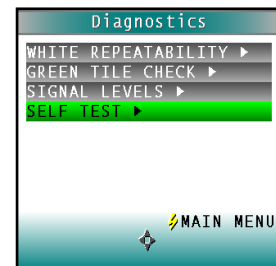 Diagnostics
WHITE REPEATABILITY ▶
GREEN TILE CHECK ▶
SIGNAL LEVELS ▶
SELF TEST ▶
MAIN MENU